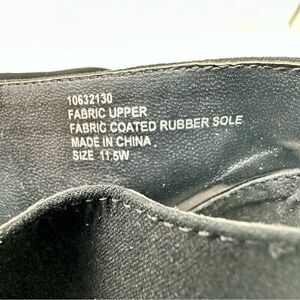 10632130
FABRIC UPPER
FABRIC COATED RUBBER SOLE
MADE IN CHINA
SIZE 11.5W